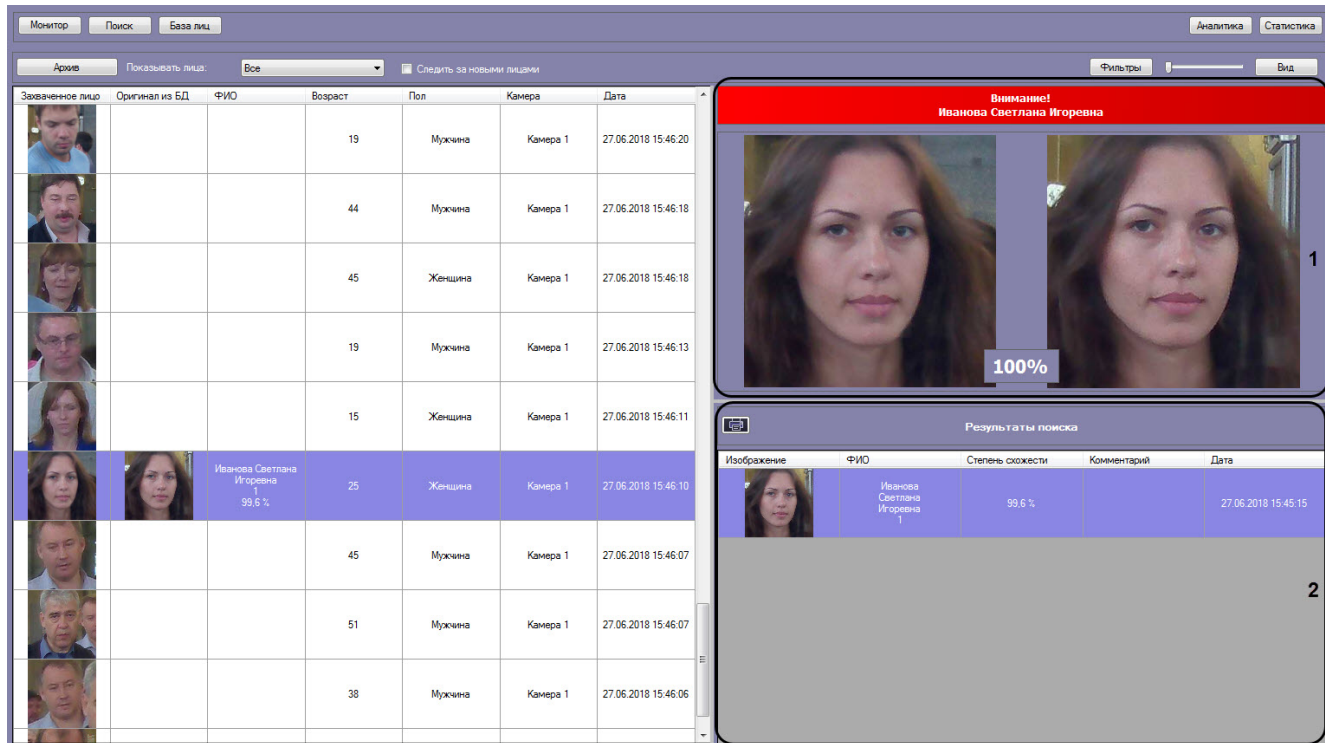 Монитор
Поиск
База лиц
Аналитика
Статистика
Архив
Показывать лица:
Все
Следить за новыми лицами
Фильтры
Вид
Захваченное лицо
Оригинал из БД
ФИО
Возраст
Пол
Камера
Дата
19
Мужчина
Камера 1
27.06.2018 15:46:20
44
Мужчина
Камера 1
27.06.2018 15:46:18
45
Женщина
Камера 1
27.06.2018 15:46:18
19
Мужчина
Камера 1
27.06.2018 15:46:13
15
Женщина
Камера 1
27.06.2018 15:46:11
Иванова Светлана
Игоревна
1
99,6 %
25
Женщина
Камера 1
27.06.2018 15:46:10
45
Мужчина
Камера 1
27.06.2018 15:46:07
51
Мужчина
Камера 1
27.06.2018 15:46:07
38
Мужчина
Камера 1
27.06.2018 15:46:06
Внимание!
Иванова Светлана Игоревна
1
100%
Результаты поиска
Изображение
ФИО
Степень схожести
Комментарий
Дата
Иванова
Светлана
Игоревна
1
99,6 %
27.06.2018 15:45:15
2